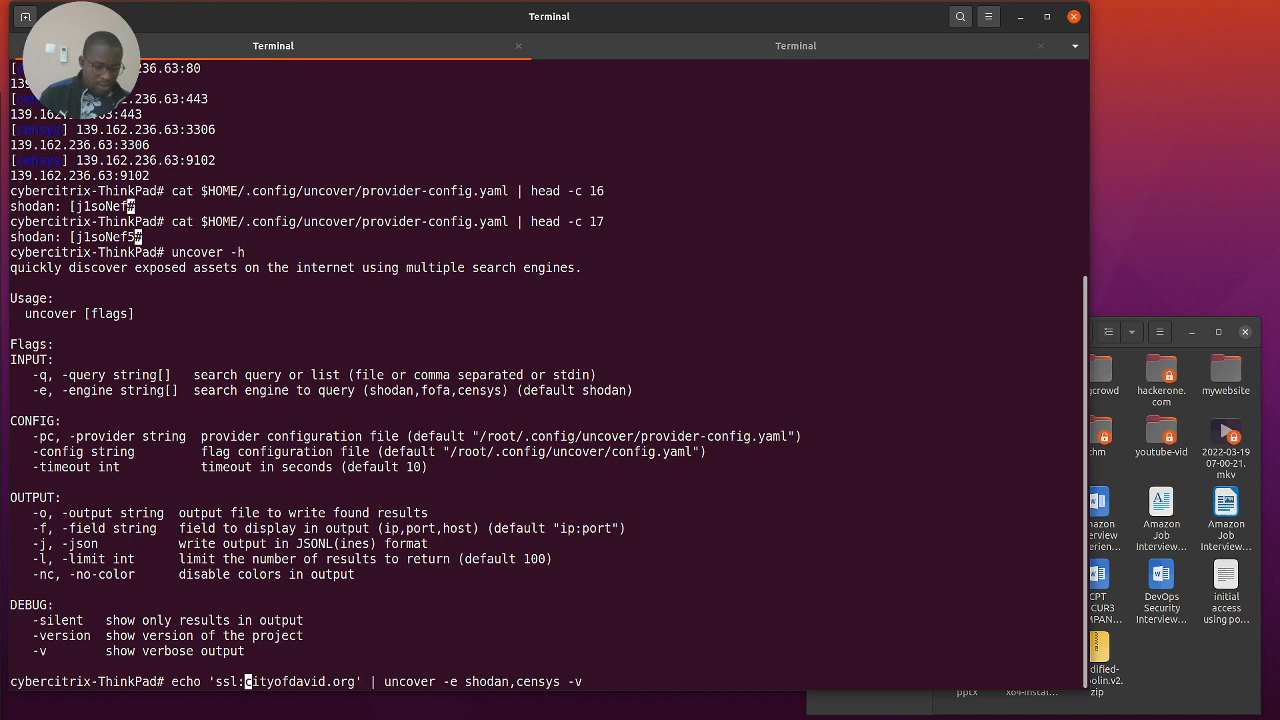 Terminal
Terminal
Terminal
.236.63:80
[censys] 139.162.236.63:443
139.162.236.63:443
[censys] 139.162.236.63:3306
139.162.236.63:3306
[censys] 139.162.236.63:9102
139.162.236.63:9102
cybercitrix-ThinkPad# cat $HOME/.config/uncover/provider-config.yaml | head -c 16
shodan: [j1soNef#
cybercitrix-ThinkPad# cat $HOME/.config/uncover/provider-config.yaml | head -c 17
shodan: [j1soNef5#
cybercitrix-ThinkPad# uncover -h
quickly discover exposed assets on the internet using multiple search engines.
Usage:
uncover [flags]
Flags:
INPUT:
-q, -query string[] search query or list (file or comma separated or stdin)
-e, -engine string[] search engine to query (shodan,fofa,censys) (default shodan)
CONFIG:
-pc, -provider string provider configuration file (default "/root/.config/uncover/provider-config.yaml")
-config string flag configuration file (default "/root/.config/uncover/config.yaml")
-timeout int timeout in seconds (default 10)
OUTPUT:
-o, -output string output file to write found results
-f, -field string field to display in output (ip,port,host) (default "ip:port")
-j, -json write output in JSONL(ines) format
-l, -limit int limit the number of results to return (default 100)
-nc, -no-color disable colors in output
DEBUG:
-silent show only results in output
-version show version of the project
-v show verbose output
cybercitrix-ThinkPad# echo 'ssl:cityofdavid.org' | uncover -e shodan,censys -v
hackerone.
com
mywebsite
youtube-vid
2022-03-19
07-00-21.
mkv
Amazon
Job
Interview…
Amazon
Job
Interview…
DevOps
Security
Interview…
initial
access
using po…